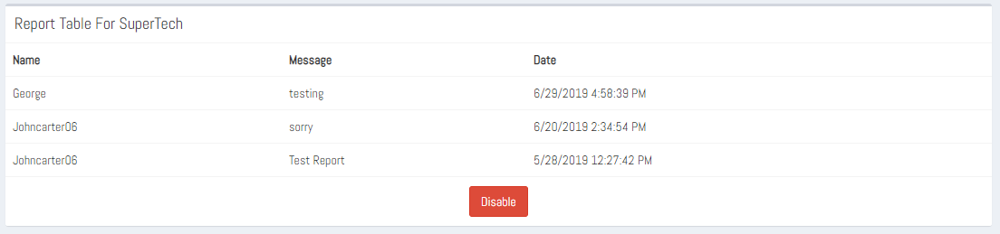 Report Table For SuperTech
Name Message Date
George testing 6/29/2019 4:58:39 PM
Johncarter06 sorry 6/20/2019 2:34:54 PM
Johncarter06 Test Report 5/28/2019 12:27:42 PM
Disable